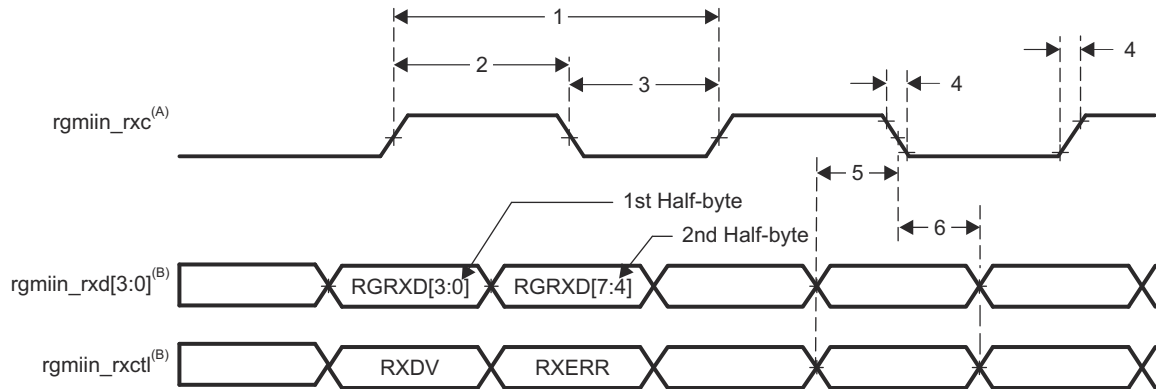 1
4
2
3
4
rgmiin_rxc(A)
5
1st Half-byte
6
2nd Half-byte
rgmiin_rxd[3:0](B)
RGRXD[3:0]
RGRXD[7:4]
rgmiin_rxctl(B)
RXDV
RXERR